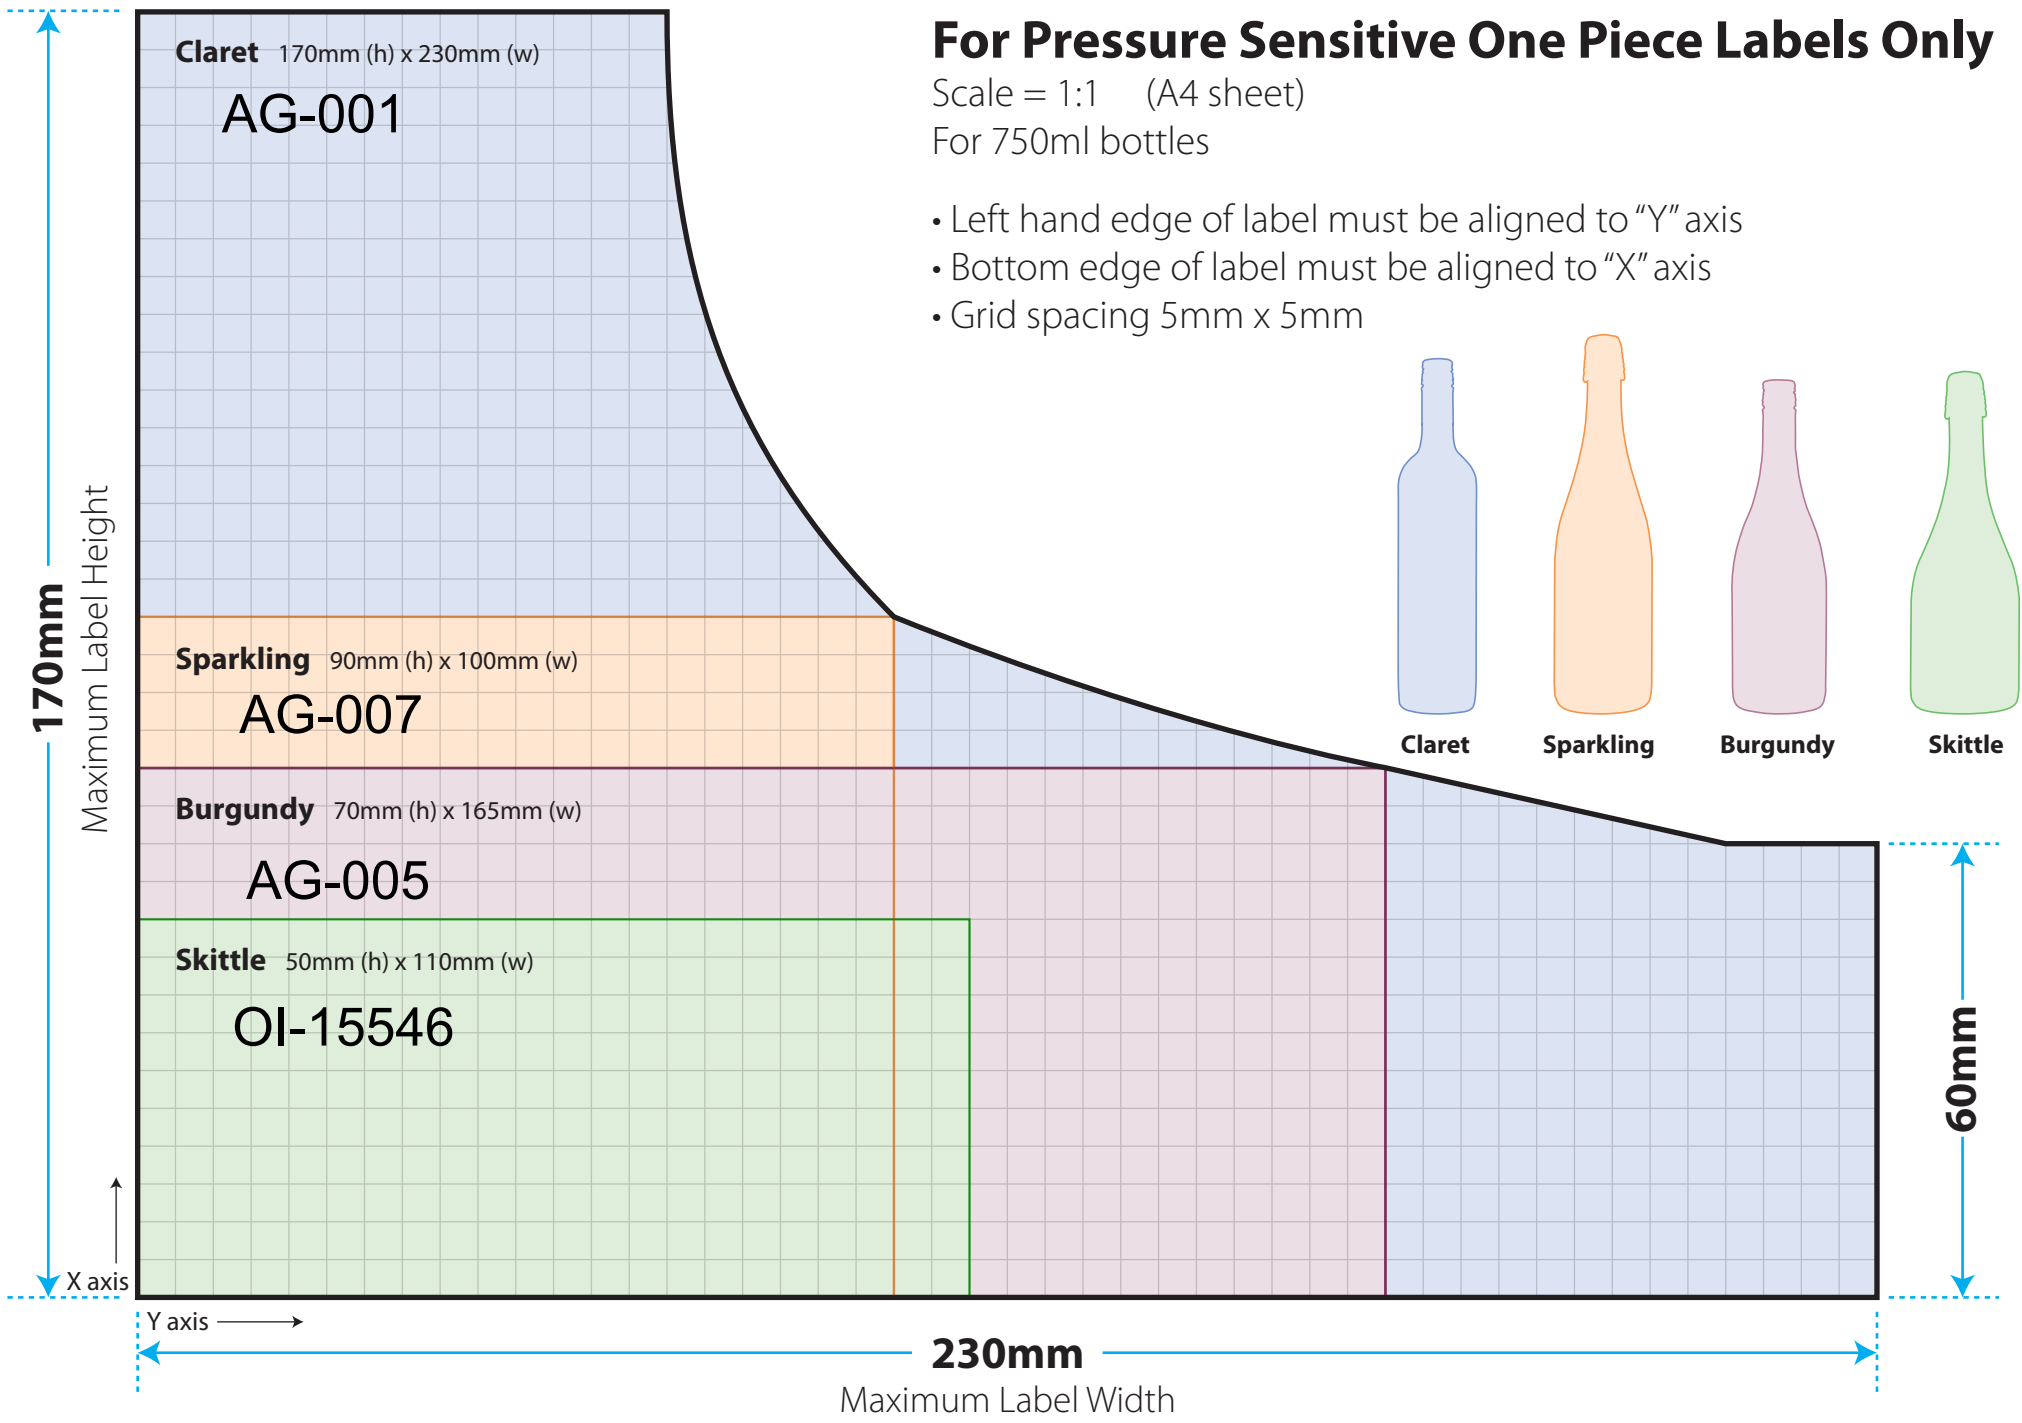 For Pressure Sensitive One Piece Labels Only
Scale = 1:1 (A4 sheet)
For 750ml bottles
• Left hand edge of label must be aligned to “Y” axis
• Bottom edge of label must be aligned to “X” axis
• Grid spacing 5mm x 5mm
Claret 170mm (h) x 230mm (w)
AG-001
Sparkling 90mm (h) x 100mm (w)
AG-007
Burgundy 70mm (h) x 165mm (w)
AG-005
Skittle 50mm (h) x 110mm (w)
OI-15546
Claret
Sparkling
Burgundy
Skittle
170mm
Maximum Label Height
60mm
X axis
Y axis
230mm
Maximum Label Width